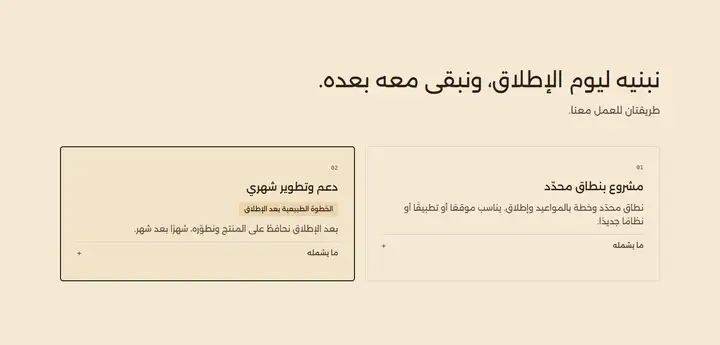 نبنيه ليوم الإطلاق، ونبقى معه بعده.
طريقتان للعمل معنا.
01
مشروع بنطاق محدّد
نطاق محدّد وخطة بالمواعيد وإطلاق. يناسب موقعًا أو تطبيقًا أو
نظامًا جديدًا.
ما يشمله +
02
دعم وتطوير شهري
الخطوة الطبيعية بعد الإطلاق
بعد الإطلاق نحافظ على المنتج ونطوّره، شهرًا بعد شهر.
ما يشمله +